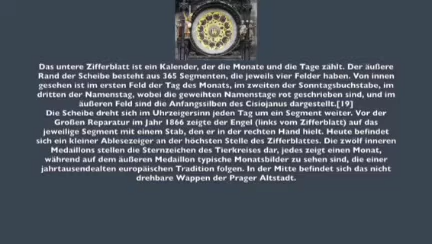 Das untere Zifferblatt ist ein Kalender, der die Monate und die Tage zählt. Der äußere
Rand der Scheibe besteht aus 365 Segmenten, die jeweils vier Felder haben. Von innen
gesehen ist im ersten Feld der Tag des Monats, im zweiten der Sonntagsbuchstabe, im
dritten der Namenstag, wobei die geweihten Namenstage rot geschrieben sind, und im
äußeren Feld sind die Anfangssilben des Cisiojanus dargestellt.[19]
Die Scheibe dreht sich im Uhrzeigersinn jeden Tag um ein Segment weiter. Vor der
Großen Reparatur im Jahr 1866 zeigte der Engel (links vom Zifferblatt) auf das
jeweilige Segment mit einem Stab, den er in der rechten Hand hielt. Heute befindet
sich ein kleiner Ablesezeiger an der höchsten Stelle des Zifferblattes. Die zwölf inneren
Medaillons stellen die Sternzeichen des Tierkreises dar, jedes zeigt einen Monat,
während auf dem äußeren Medaillon typische Monatsbilder zu sehen sind, die einer
jahrtausendealten europäischen Tradition folgen. In der Mitte befindet sich das nicht
drehbare Wappen der Prager Altstadt.